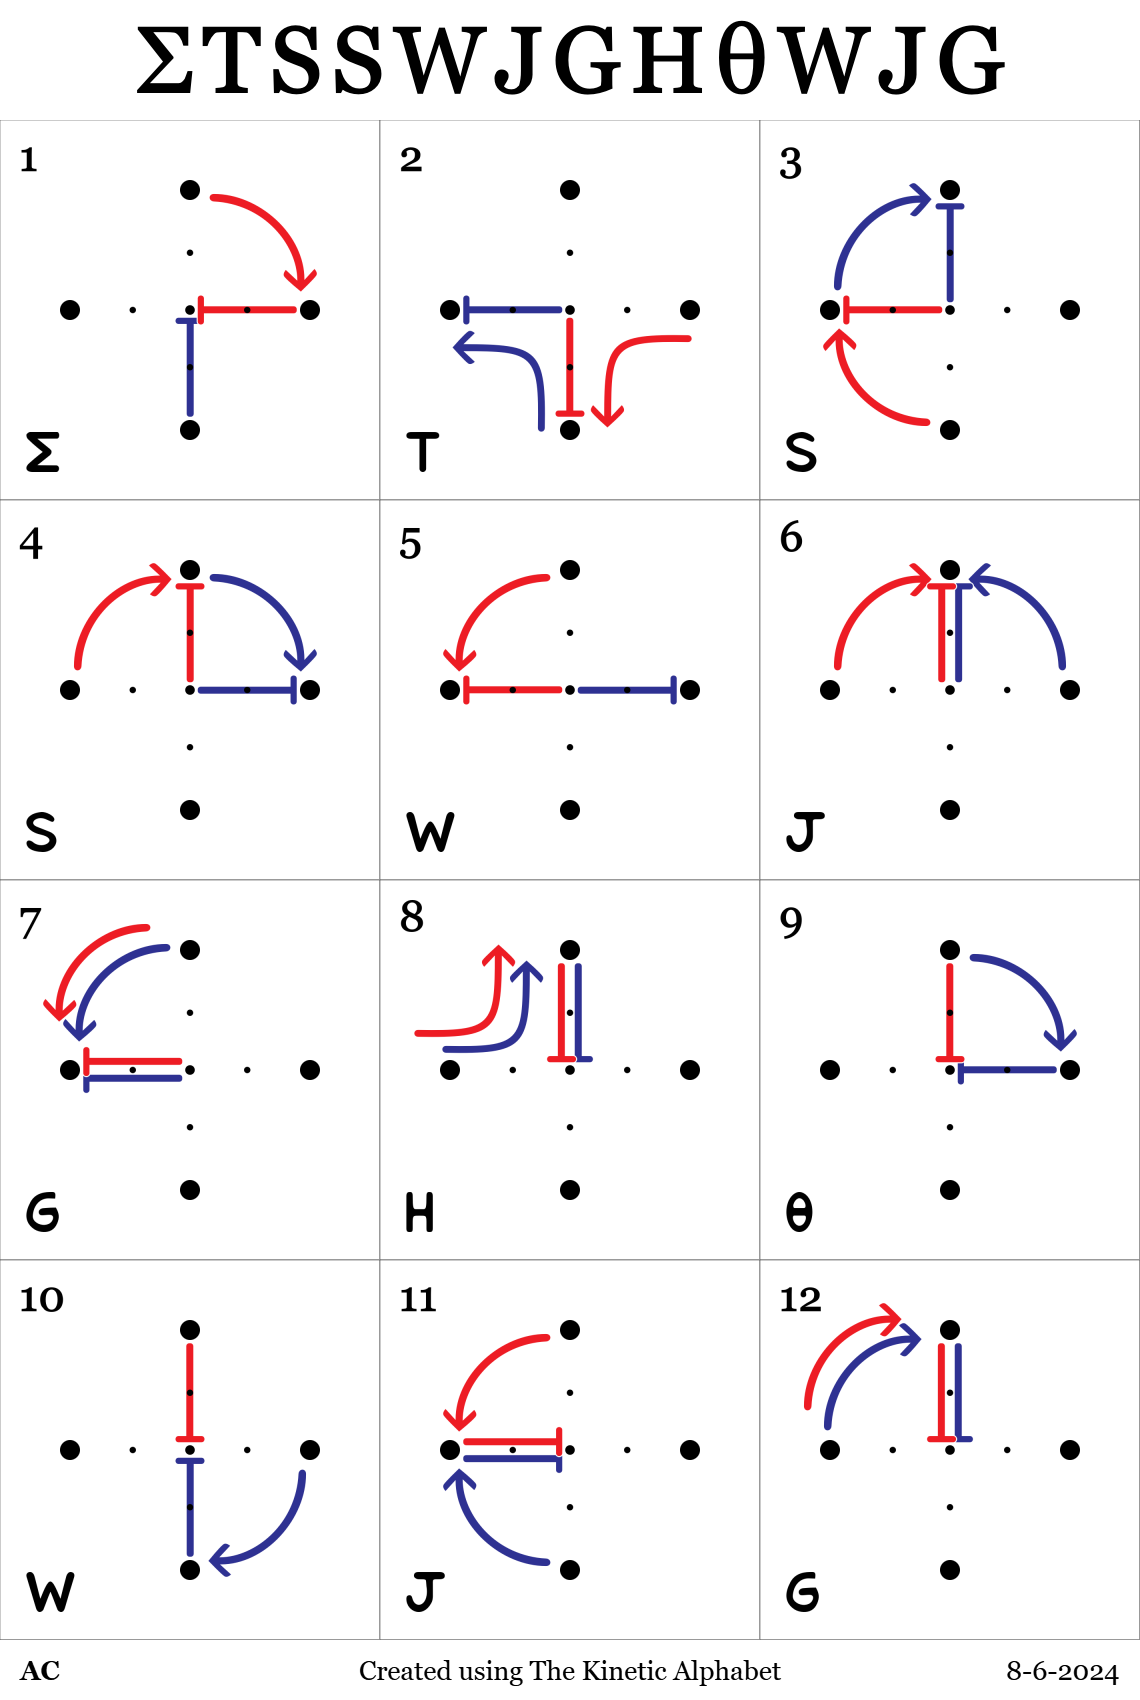 ΣTSSWJGHθWJG
1 2 3
Σ T S
4 5 6
S W J
7 8 9
G H θ
10 11 12
W J G
AC Created using The Kinetic Alphabet 8-6-2024